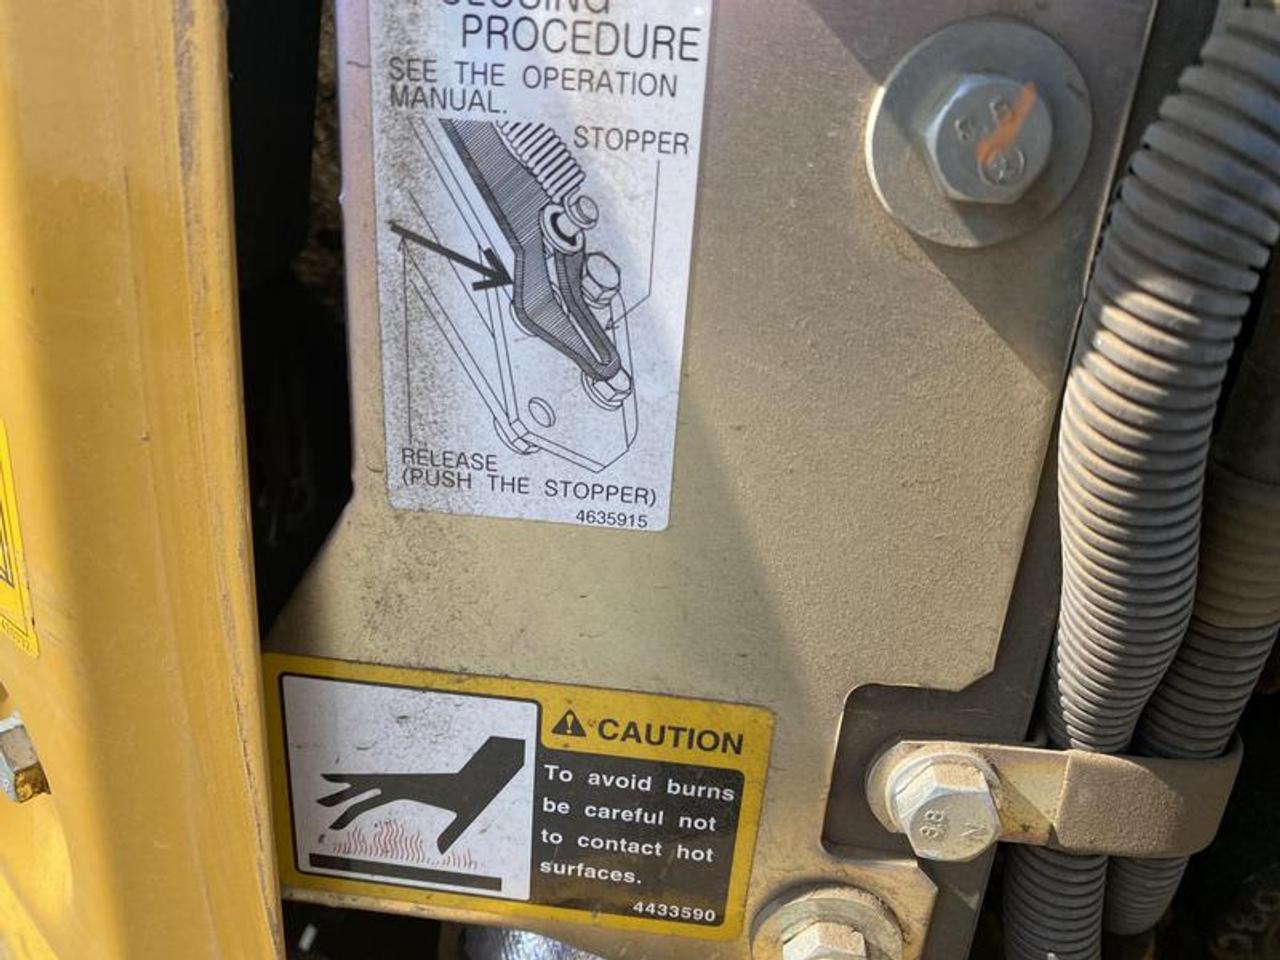 PROCEDURE
SEE THE OPERATION
MANUAL.
STOPPER
RELEASE
(PUSH THE STOPPER)
4635915
CAUTION
To avoid burns
be careful not
to contact hot
surfaces.
4433590